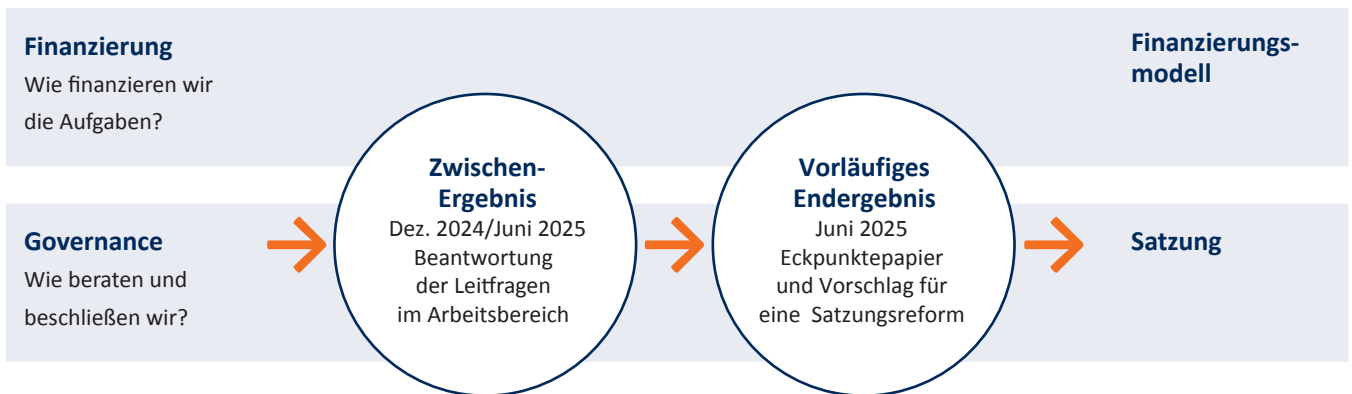 Finanzierung
Wie finanzieren wir
die Aufgaben?
Finanzierungs-
modell
Zwischen-
Ergebnis
Dez. 2024/Juni 2025
Beantwortung
der Leitfragen
im Arbeitsbereich
Vorläufiges
Endergebnis
Juni 2025
Eckpunktepapier
und Vorschlag für
eine Satzungsreform
Governance
Wie beraten und
beschließen wir?
Satzung